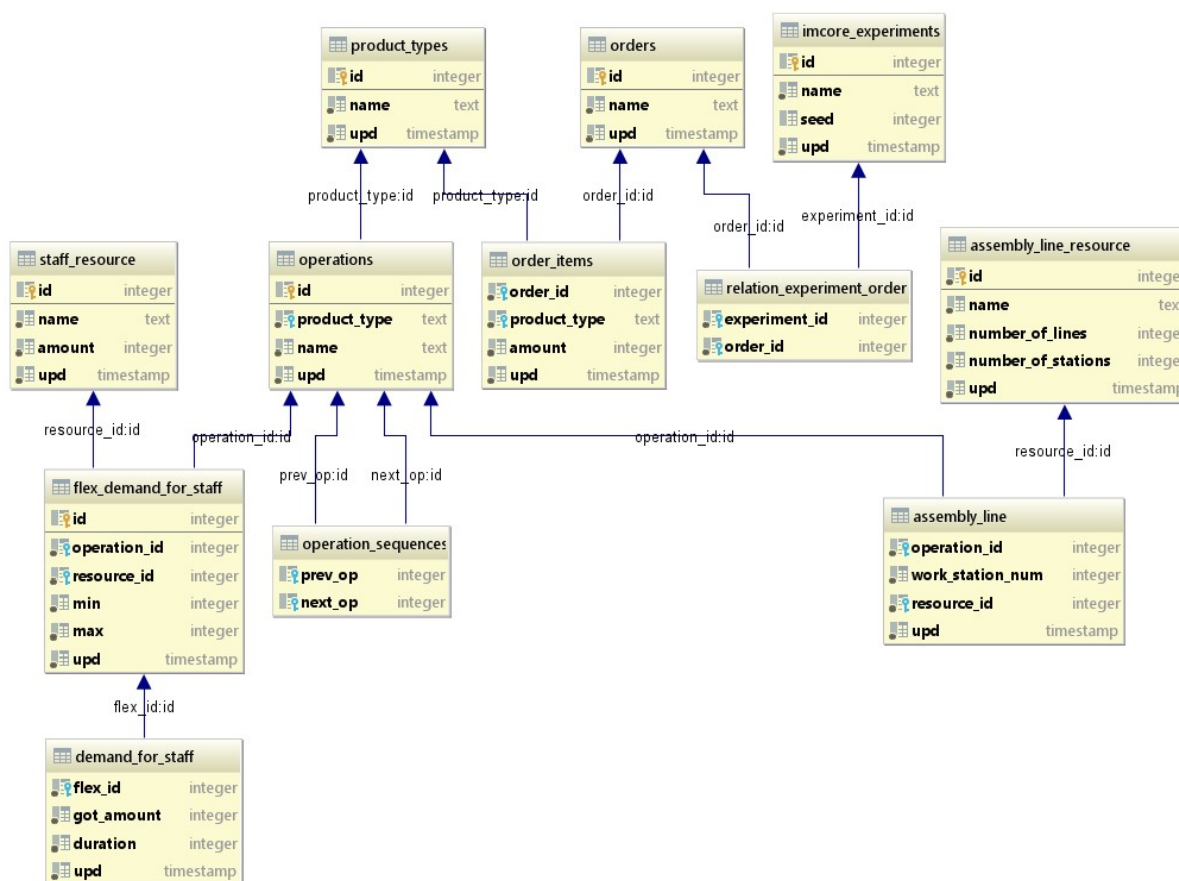 product_types
id integer
name text
upd timestamp
orders
id integer
name text
upd timestamp
imcore_experiments
id integer
name text
seed integer
upd timestamp
product_type:id
product_type:id
order_id:id
order_id:id
experiment_id:id
staff_resource
id integer
name text
amount integer
upd timestamp
operations
id integer
product_type text
name text
upd timestamp
order_items
order_id integer
product_type text
amount integer
upd timestamp
relation_experiment_order
experiment_id integer
order_id integer
assembly_line_resource
id integer
name tex
number_of_lines intege
number_of_stations intege
upd timestamp
resource_id:id
operation_id:id
prev_op:id
next_op:id
operation_id:id
resource_id:id
flex_demand_for_staff
id integer
operation_id integer
resource_id integer
min integer
max integer
upd timestamp
operation_sequences
prev_op integer
next_op integer
assembly_line
operation_id integer
work_station_num integer
resource_id integer
upd timestamp
flex_id:id
demand_for_staff
flex_id integer
got_amount integer
duration integer
upd timestamp